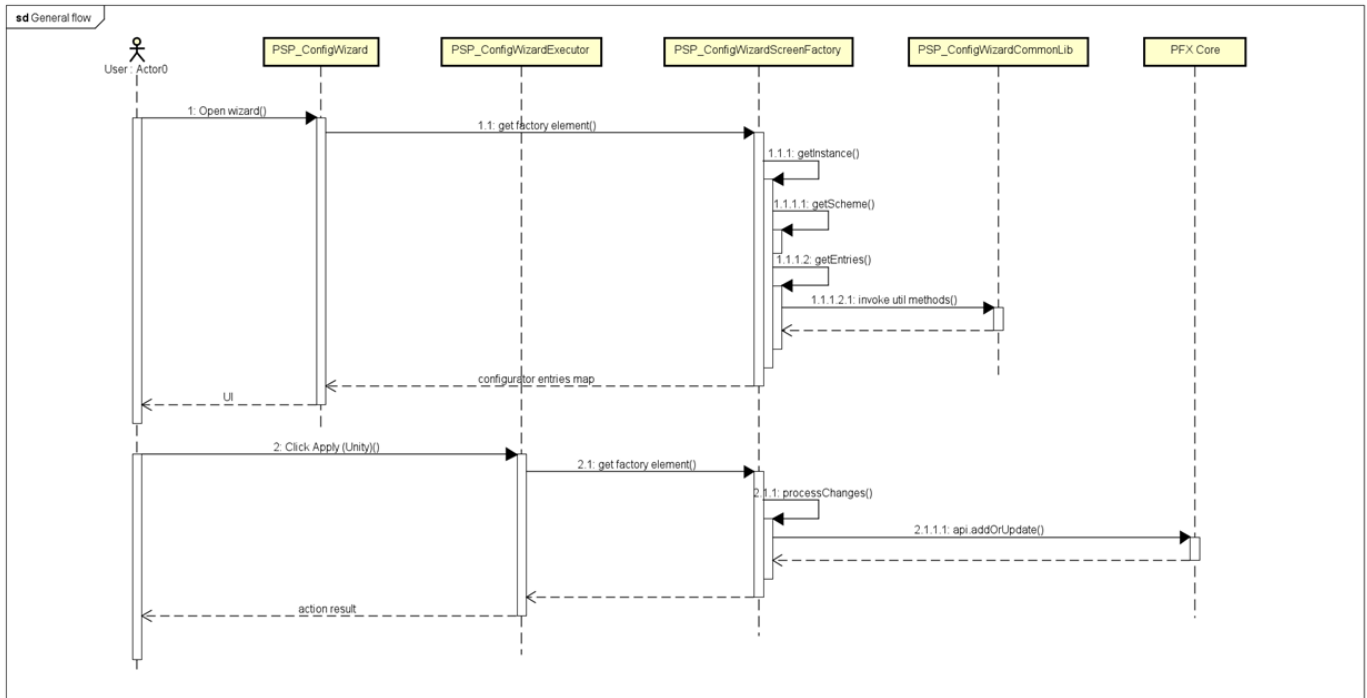 sd General flow
User : Actor0
PSP_ConfigWizard
PSP_ConfigWizardExecutor
PSP_ConfigWizardScreenFactory
PSP_ConfigWizardCommonLib
PFX Core
1: Open wizard()
1.1: get factory element()
1.1.1: getInstance()
1.1.1.1: getScheme()
1.1.1.2: getEntries()
1.1.1.2.1: invoke util methods()
configurator entries map
UI
2: Click Apply (Unity)()
2.1: get factory element()
2.1.1: processChanges()
2.1.1.1: api.addOrUpdate()
action result